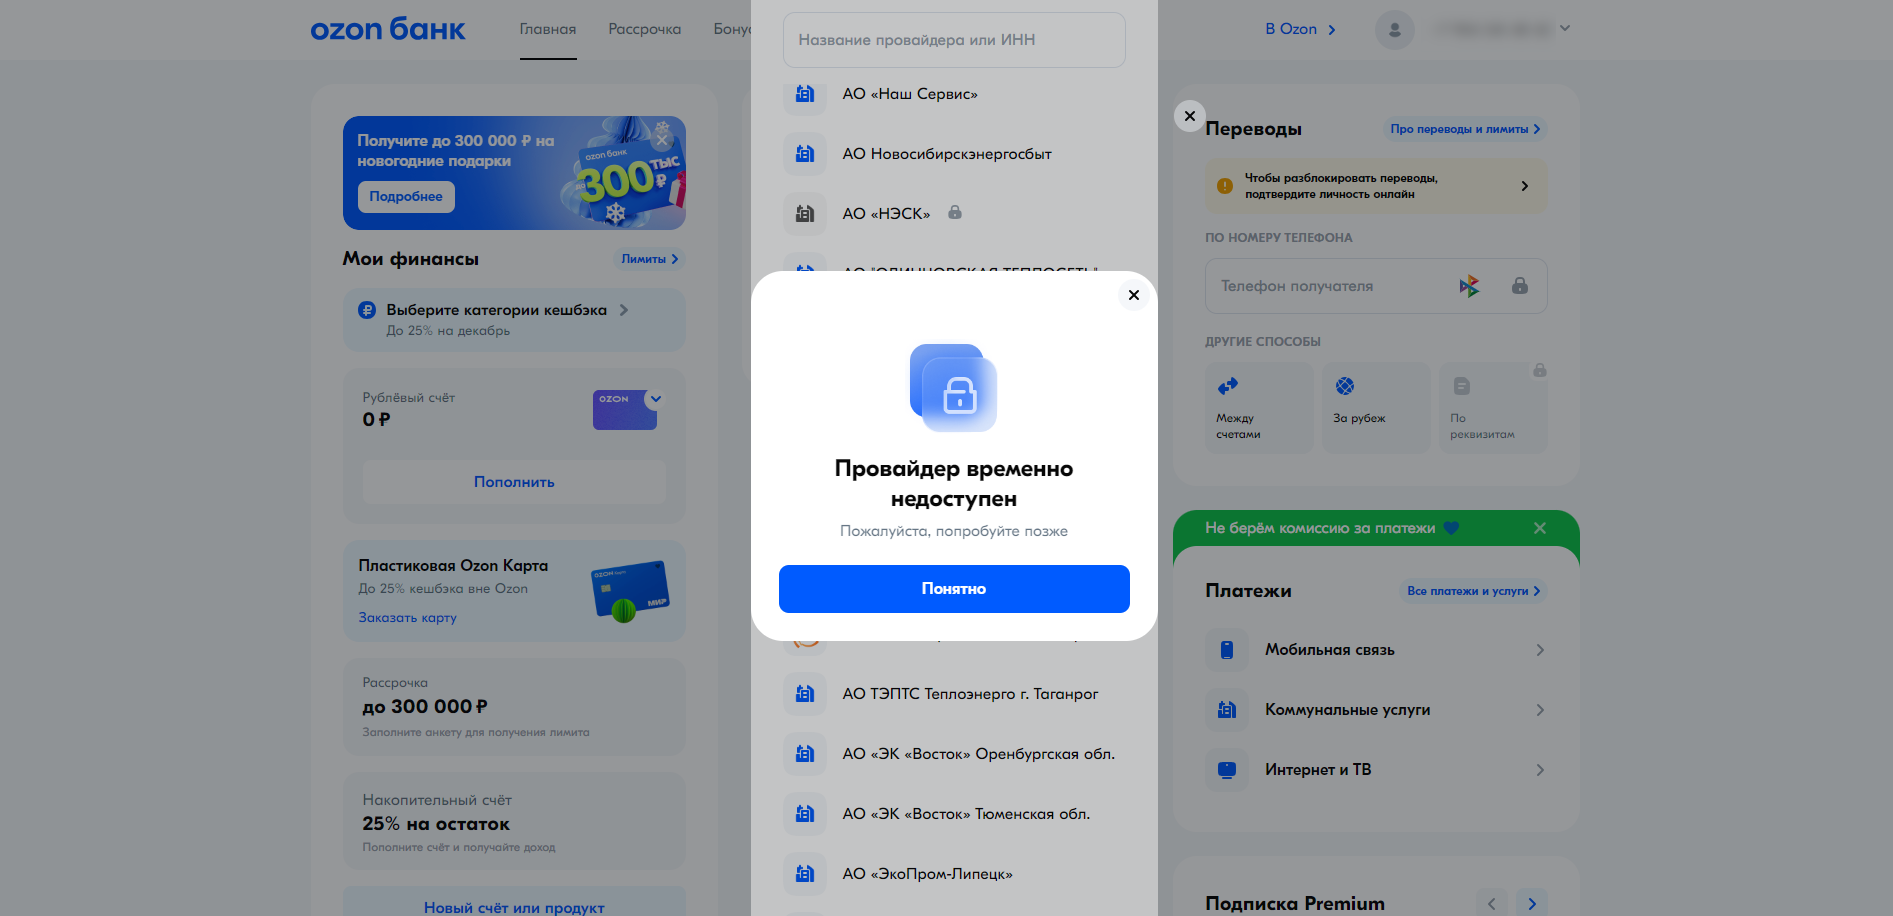 ozon банк
Главная
Рассрочка
В Ozon
Получите до 300 000 ₽ на
новогодние подарки
Подробнее
ozon банк
до 300 ТЫС ₽
Мои финансы
Лимиты
Выберите категории кешбэка
До 25% на декабрь
Рублёвый счёт
0 ₽
OZON
Пополнить
Пластиковая Ozon Карта
До 25% кешбэка вне Ozon
Заказать карту
МИР
Рассрочка
до 300 000 ₽
Заполните анкету для получения лимита
Накопительный счёт
25% на остаток
Пополните счёт и получайте доход
Новый счёт или продукт
Название провайдера или ИНН
АО «Наш Сервис»
АО Новосибирскэнергосбыт
АО «НЭСК»
АО "ОДИНЦОВСКАЯ ТЕПЛОСЕТЬ"
Провайдер временно
недоступен
Пожалуйста, попробуйте позже
Понятно
АО ТЭПТС Теплоэнерго г. Таганрог
АО «ЭК «Восток» Оренбургская обл.
АО «ЭК «Восток» Тюменская обл.
АО «ЭкоПром-Липецк»
Переводы
Про переводы и лимиты
Чтобы разблокировать переводы,
подтвердите личность онлайн
ПО НОМЕРУ ТЕЛЕФОНА
Телефон получателя
ДРУГИЕ СПОСОБЫ
Между
счетами
За рубеж
По
реквизитам
Не берём комиссию за платежи
Платежи
Все платежи и услуги
Мобильная связь
Коммунальные услуги
Интернет и ТВ
Подписка Premium